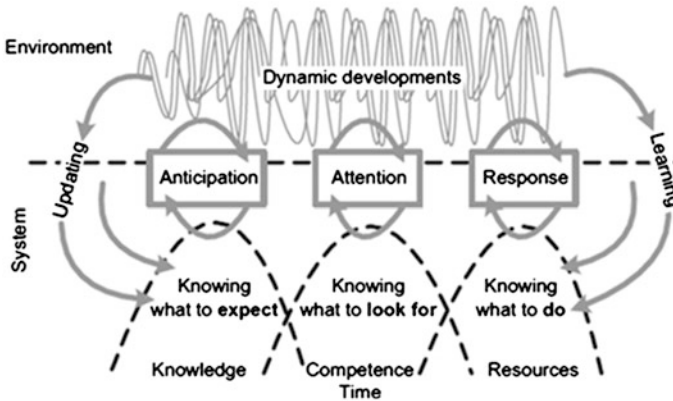 Environment
Dynamic developments
Updating
Learning
Anticipation
Attention
Response
System
Knowing
what to expect
Knowing
what to look for
Knowing
what to do
Knowledge
Competence
Resources
Time